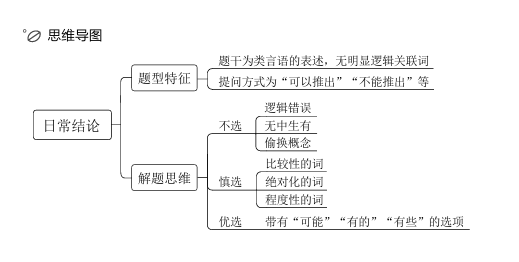 思维导图
日常结论
题型特征
题干为类言语的表述，无明显逻辑关联词
提问方式为“可以推出”“不能推出”等
解题思维
不选
逻辑错误
无中生有
偷换概念
慎选
比较性的词
绝对化的词
程度性的词
优选
带有“可能”“有的”“有些”的选项